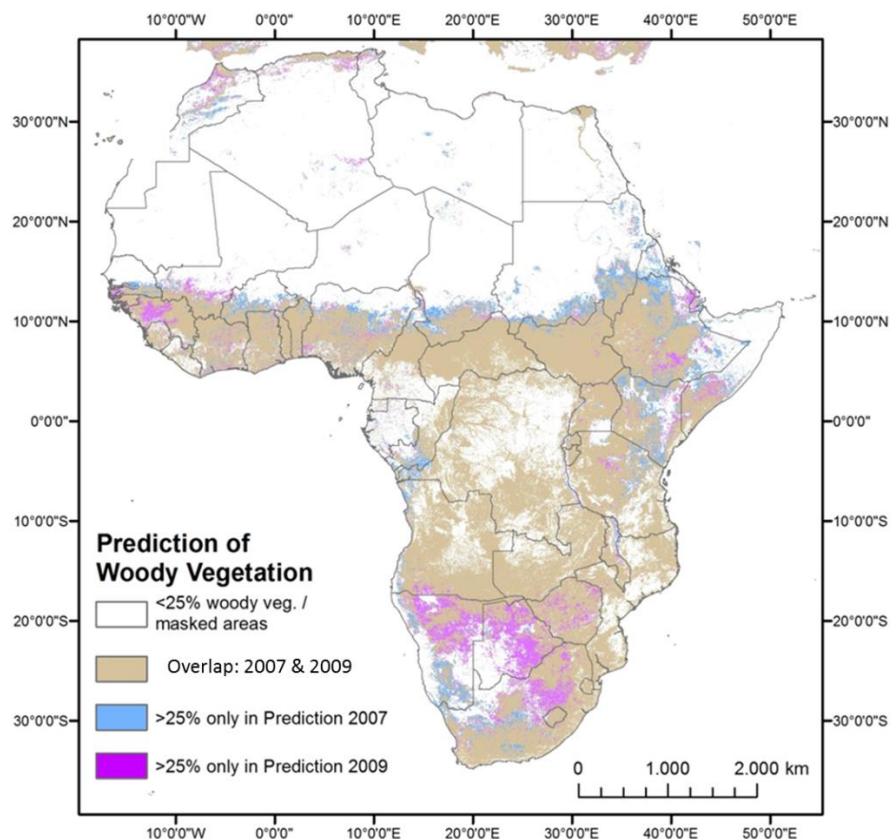 10°0'0"W 0°0'0" 10°0'0"E 20°0'0"E 30°0'0"E 40°0'0"E 50°0'0"E
30°0'0"N 30°0'0"N
20°0'0"N 20°0'0"N
10°0'0"N 10°0'0"N
0°0'0" 0°0'0"
10°0'0"S 10°0'0"S
Prediction of
Woody Vegetation
<25% woody veg. /
masked areas
20°0'0"S 20°0'0"S
Overlap: 2007 & 2009
>25% only in Prediction 2007
30°0'0"S 30°0'0"S
>25% only in Prediction 2009
0 1.000 2.000 km
10°0'0"W 0°0'0" 10°0'0"E 20°0'0"E 30°0'0"E 40°0'0"E 50°0'0"E